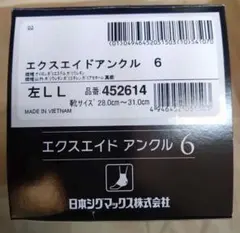 エクスエイドアンクル 6
左LL 品番 452614
靴サイズ 28.0cm～31.0cm
MADE IN VIETNAM
エクスエイド アンクル 6
日本シグマックス株式会社